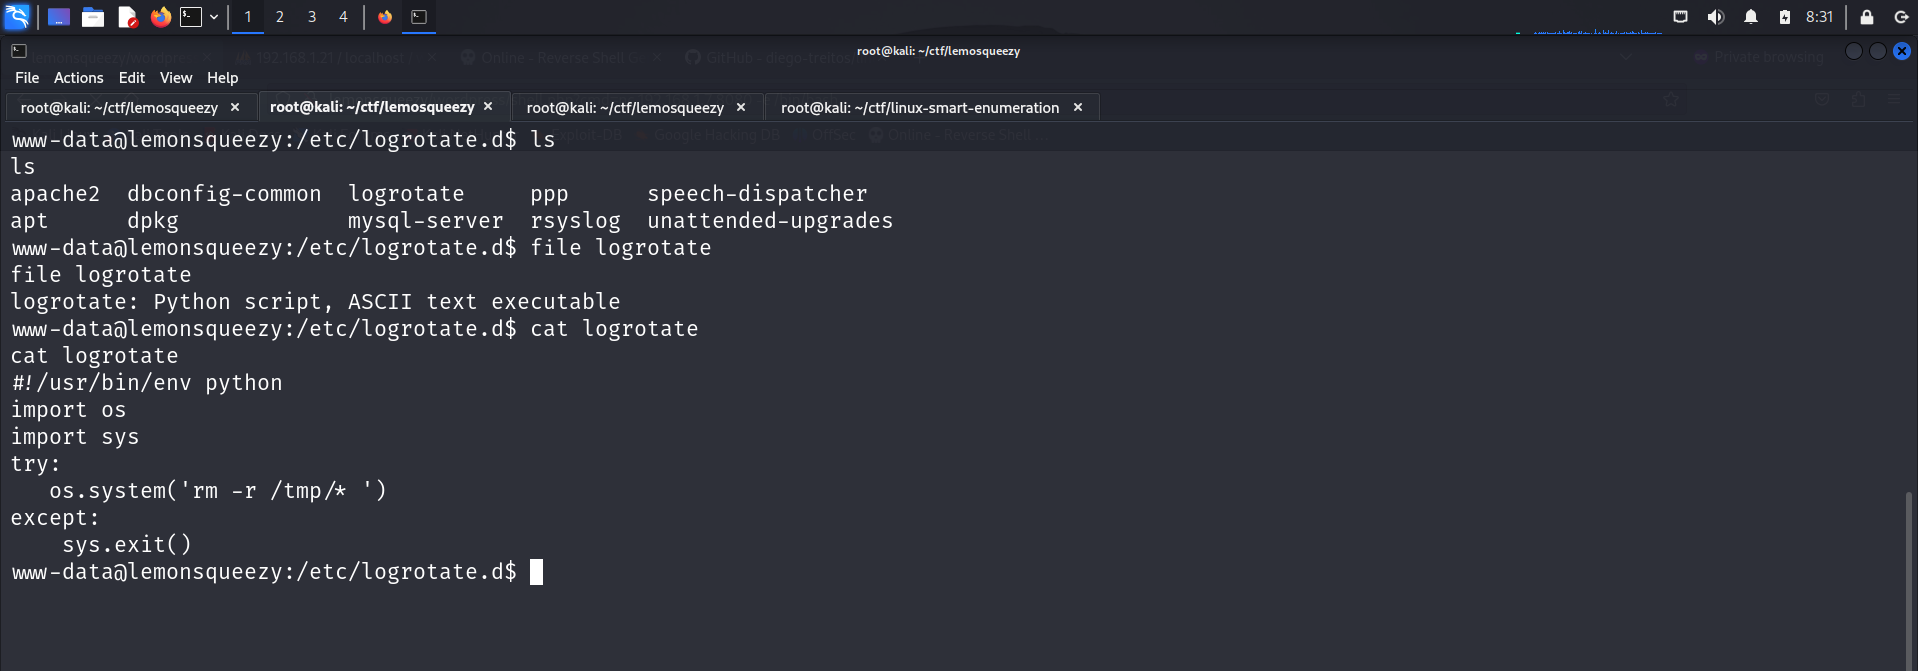 1 2 3 4
8:31
root@kali: ~/ctf/lemosqueezy
File Actions Edit View Help
root@kali: ~/ctf/lemosqueezy × root@kali: ~/ctf/lemosqueezy × root@kali: ~/ctf/lemosqueezy × root@kali: ~/ctf/linux-smart-enumeration ×
www-data@lemonsqueezy:/etc/logrotate.d$ ls
ls
apache2 dbconfig-common logrotate ppp speech-dispatcher
apt dpkg mysql-server rsyslog unattended-upgrades
www-data@lemonsqueezy:/etc/logrotate.d$ file logrotate
file logrotate
logrotate: Python script, ASCII text executable
www-data@lemonsqueezy:/etc/logrotate.d$ cat logrotate
cat logrotate
#!/usr/bin/env python
import os
import sys
try:
   os.system('rm -r /tmp/* ')
except:
    sys.exit()
www-data@lemonsqueezy:/etc/logrotate.d$